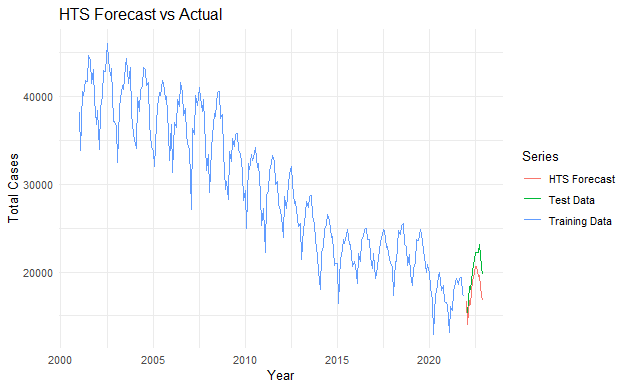 HTS Forecast vs Actual
Total Cases
40000
30000
20000
2000
2005
2010
2015
2020
Year
Series
HTS Forecast
Test Data
Training Data